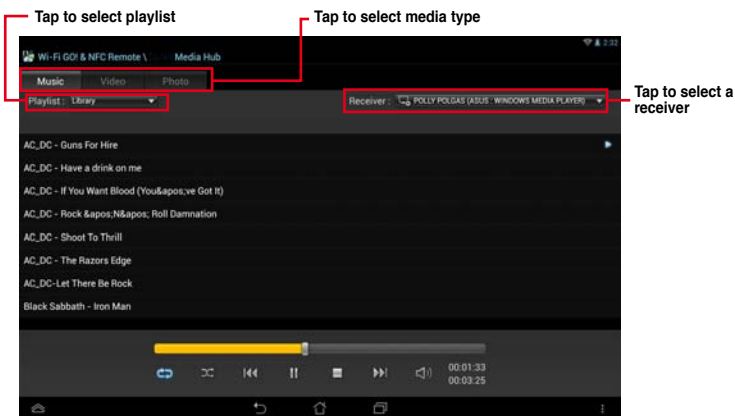 Tap to select playlist
Tap to select media type
2:32
Wi-Fi GO! & NFC Remote \ Media Hub
Music Video Photo
Playlist : Library
Receiver : POLLY POLGAS (ASUS : WINDOWS MEDIA PLAYER)
Tap to select a
receiver
AC_DC - Guns For Hire
AC_DC - Have a drink on me
AC_DC - If You Want Blood (You&apos;ve Got It)
AC_DC - Rock &apos;N&apos; Roll Damnation
AC_DC - Shoot To Thrill
AC_DC - The Razors Edge
AC_DC-Let There Be Rock
Black Sabbath - Iron Man
00:01:33
00:03:25